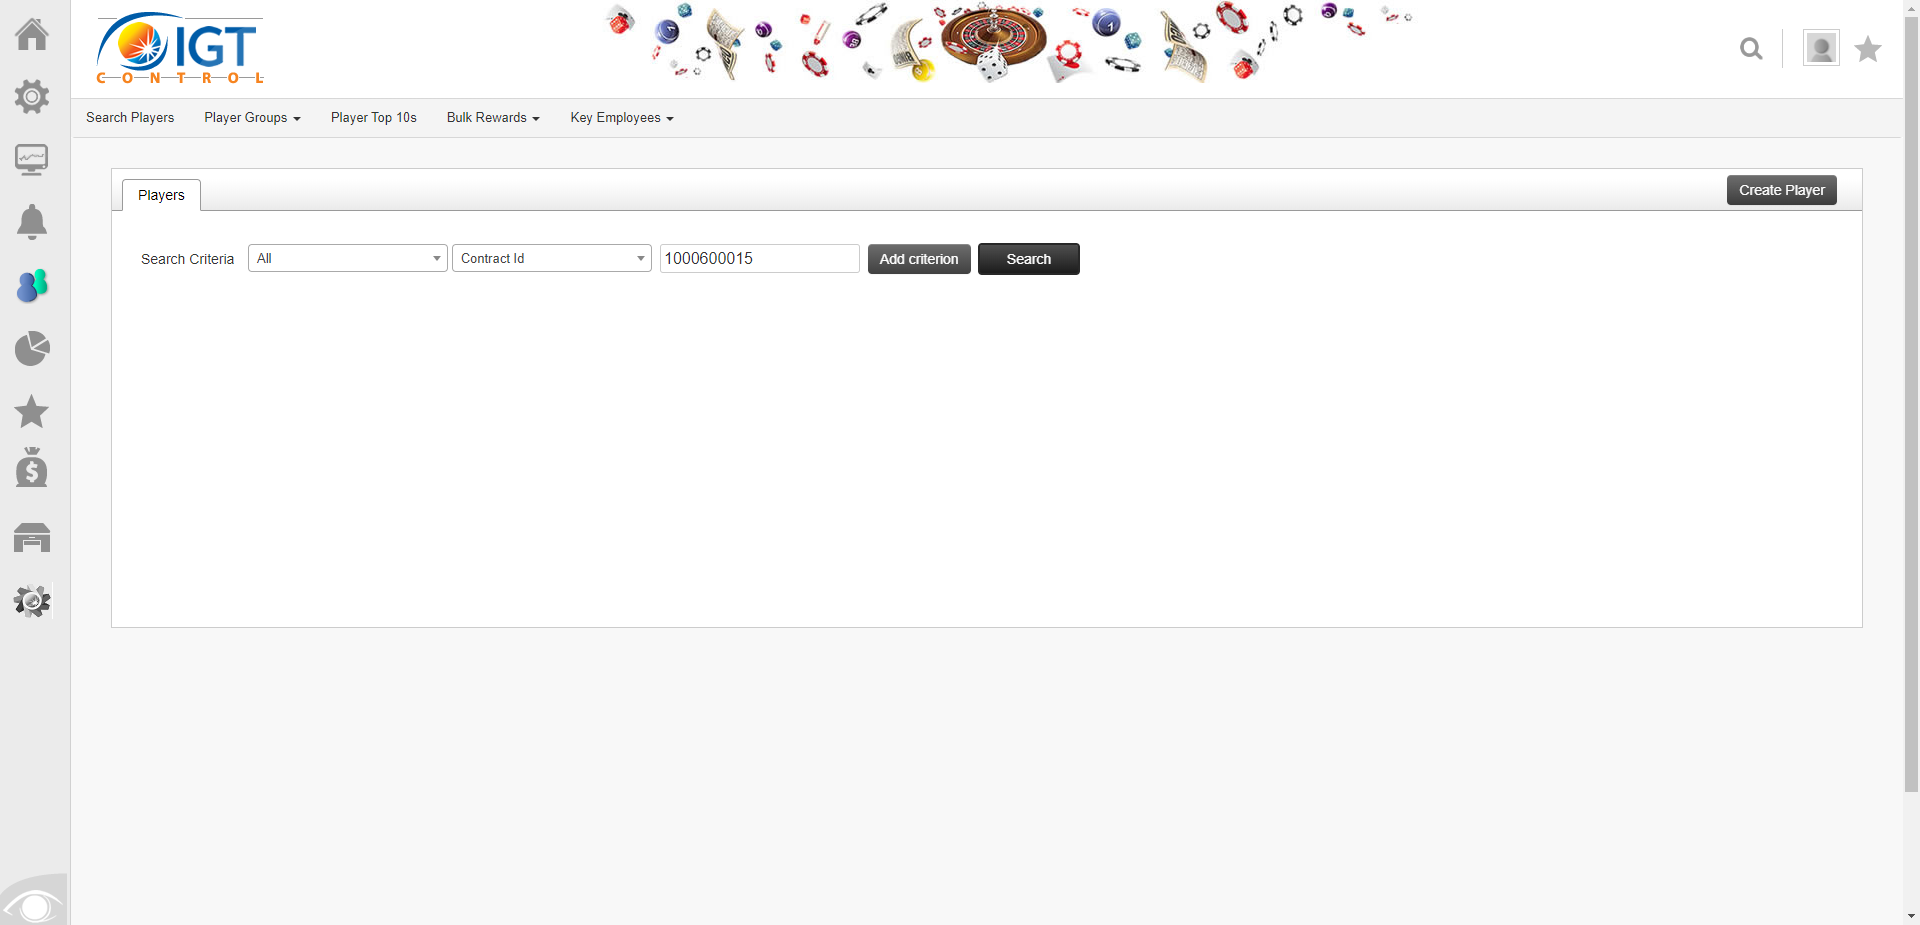 IGT
CONTROL
Search Players Player Groups Player Top 10s Bulk Rewards Key Employees
Players
Create Player
Search Criteria All Contract Id 1000600015 Add criterion Search